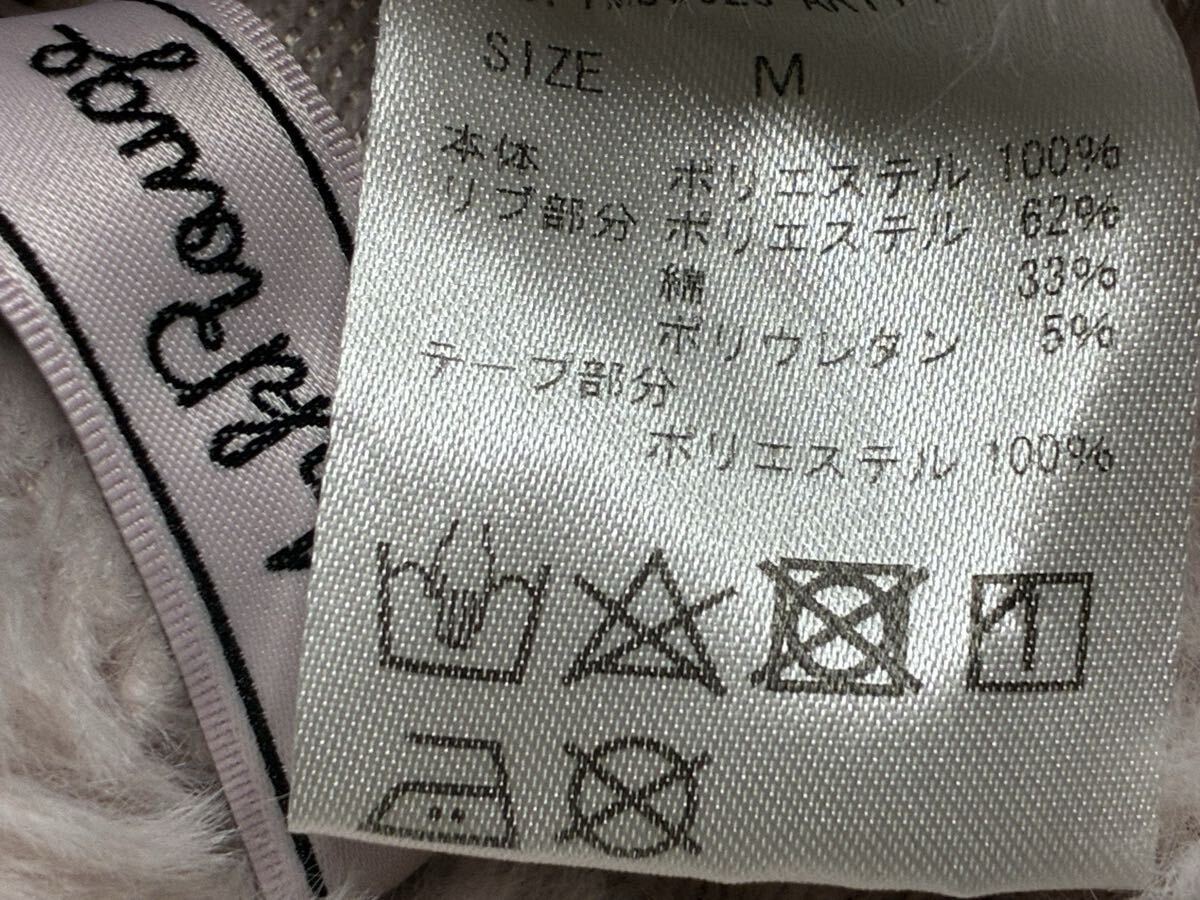 SIZE M
本体 ポリエステル 100%
リブ部分 ポリエステル 62%
綿 33%
ポリウレタン 5%
テープ部分
ポリエステル 100%